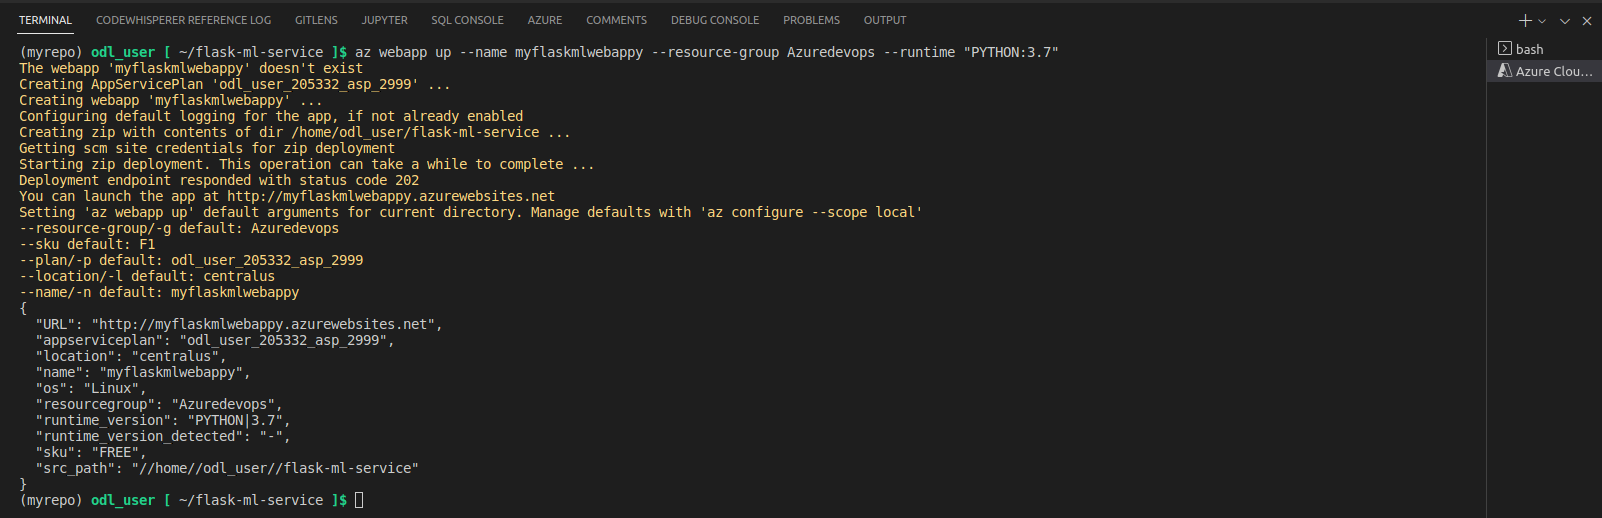 TERMINAL CODEWHISPERER REFERENCE LOG GITLENS JUPYTER SQL CONSOLE AZURE COMMENTS DEBUG CONSOLE PROBLEMS OUTPUT
(myrepo) odl_user [ ~/flask-ml-service ]$ az webapp up --name myflaskmlwebappy --resource-group Azuredevops --runtime "PYTHON:3.7"
The webapp 'myflaskmlwebappy' doesn't exist
Creating AppServicePlan 'odl_user_205332_asp_2999' ...
Creating webapp 'myflaskmlwebappy' ...
Configuring default logging for the app, if not already enabled
Creating zip with contents of dir /home/odl_user/flask-ml-service ...
Getting scm site credentials for zip deployment
Starting zip deployment. This operation can take a while to complete ...
Deployment endpoint responded with status code 202
You can launch the app at http://myflaskmlwebappy.azurewebsites.net
Setting 'az webapp up' default arguments for current directory. Manage defaults with 'az configure --scope local'
--resource-group/-g default: Azuredevops
--sku default: F1
--plan/-p default: odl_user_205332_asp_2999
--location/-l default: centralus
--name/-n default: myflaskmlwebappy
{
  "URL": "http://myflaskmlwebappy.azurewebsites.net",
  "appserviceplan": "odl_user_205332_asp_2999",
  "location": "centralus",
  "name": "myflaskmlwebappy",
  "os": "Linux",
  "resourcegroup": "Azuredevops",
  "runtime_version": "PYTHON|3.7",
  "runtime_version_detected": "-",
  "sku": "FREE",
  "src_path": "//home//odl_user//flask-ml-service"
}
(myrepo) odl_user [ ~/flask-ml-service ]$
bash
Azure Clou...